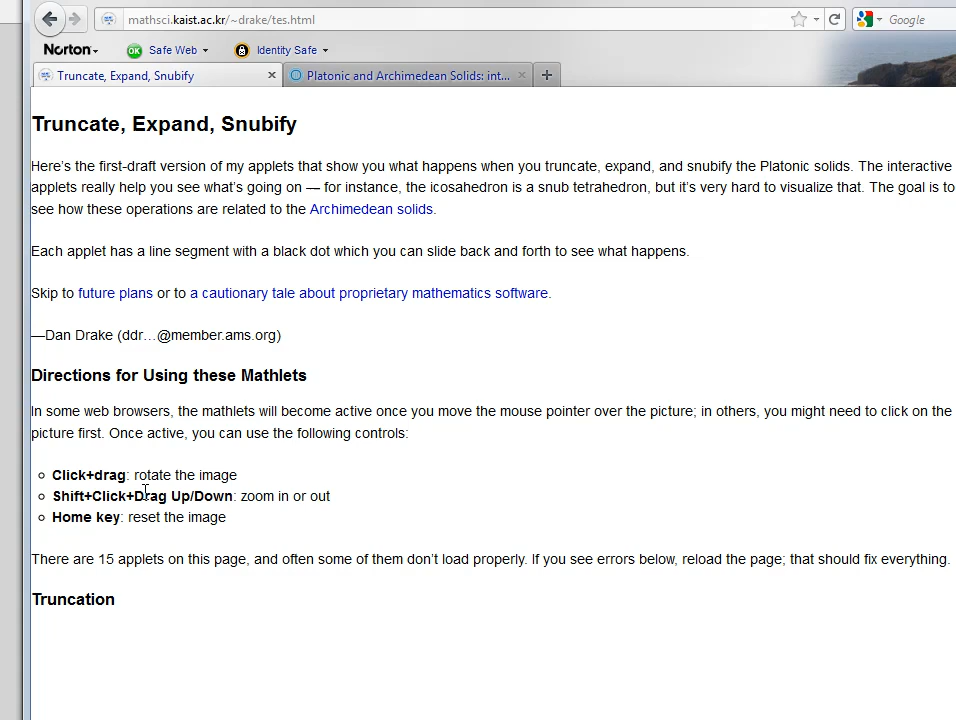 mathsci.kaist.ac.kr/~drake/tes.html
Google
Norton
OK Safe Web
Identity Safe
Truncate, Expand, Snubify
Platonic and Archimedean Solids: int...
Truncate, Expand, Snubify
Here's the first-draft version of my applets that show you what happens when you truncate, expand, and snubify the Platonic solids. The interactive
applets really help you see what's going on — for instance, the icosahedron is a snub tetrahedron, but it's very hard to visualize that. The goal is to
see how these operations are related to the Archimedean solids.
Each applet has a line segment with a black dot which you can slide back and forth to see what happens.
Skip to future plans or to a cautionary tale about proprietary mathematics software.
—Dan Drake (ddr…@member.ams.org)
Directions for Using these Mathlets
In some web browsers, the mathlets will become active once you move the mouse pointer over the picture; in others, you might need to click on the
picture first. Once active, you can use the following controls:
Click+drag: rotate the image
Shift+Click+Drag Up/Down: zoom in or out
Home key: reset the image
There are 15 applets on this page, and often some of them don't load properly. If you see errors below, reload the page; that should fix everything.
Truncation